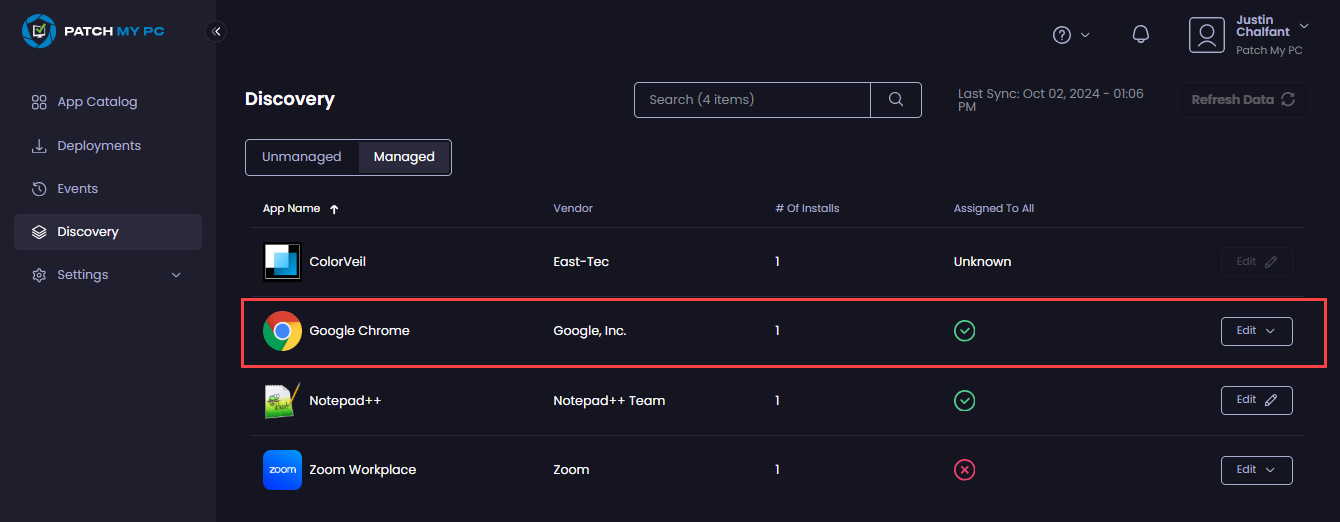 PATCH MY PC
Justin
Chalfant
Patch My PC
App Catalog
Deployments
Events
Discovery
Settings
Discovery
Search (4 items)
Last Sync: Oct 02, 2024 - 01:06
PM
Refresh Data
Unmanaged Managed
App Name Vendor # Of Installs Assigned To All
ColorVeil East-Tec 1 Unknown Edit
Google Chrome Google, Inc. 1 Edit
Notepad++ Notepad++ Team 1 Edit
zoom Zoom Workplace Zoom 1 Edit